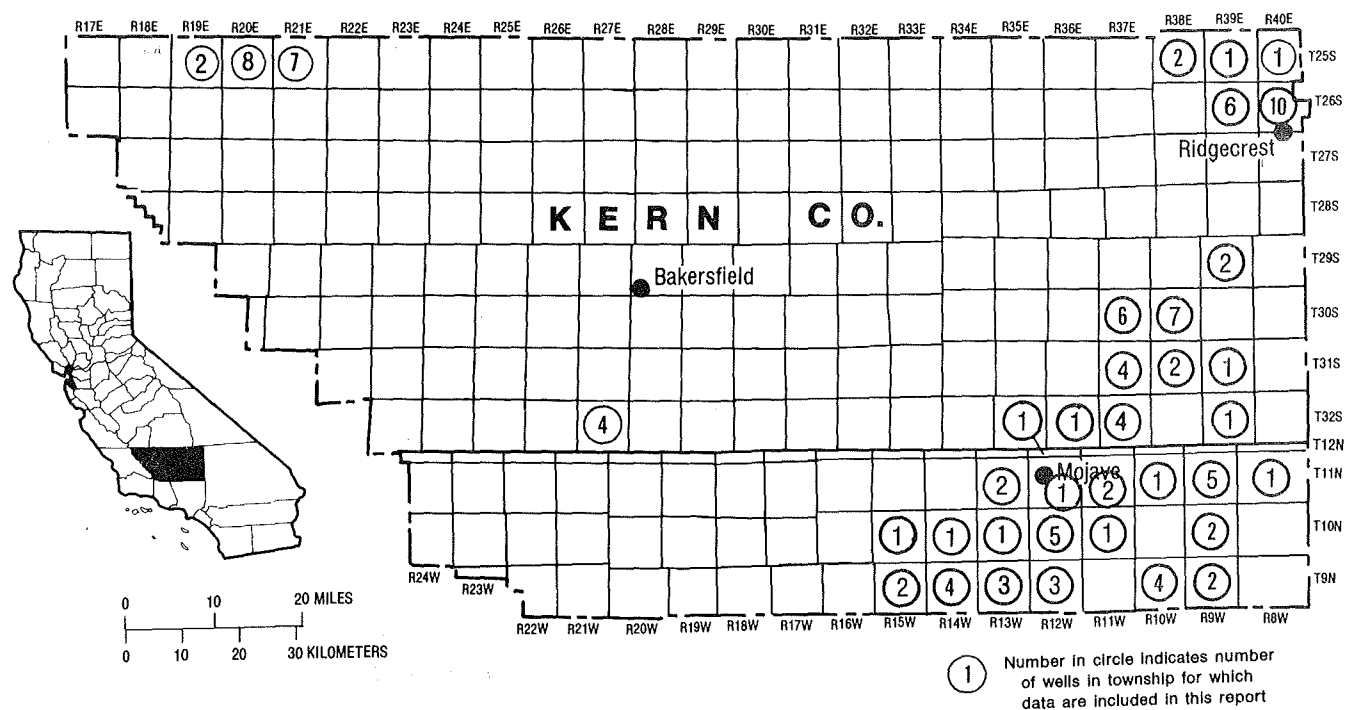 R17E R18E R19E R20E R21E R22E R23E R24E R25E R26E R27E R28E R29E R30E R31E R32E R33E R34E R35E R36E R37E R38E R39E R40E
2 8 7 2 1 1 T25S
6 10 T26S
Ridgecrest
T27S
KERN CO. T28S
2 T29S
Bakersfield
6 7 T30S
4 2 1 T31S
4 1 1 4 1 T32S
T12N
Mojave
2 1 2 1 5 1 T11N
1 1 1 5 1 2 T10N
2 4 3 3 4 2 T9N
R24W R23W R22W R21W R20W R19W R18W R17W R16W R15W R14W R13W R12W R11W R10W R9W R8W
0 10 20 MILES
0 10 20 30 KILOMETERS
1 Number in circle indicates number
of wells in township for which
data are included in this report